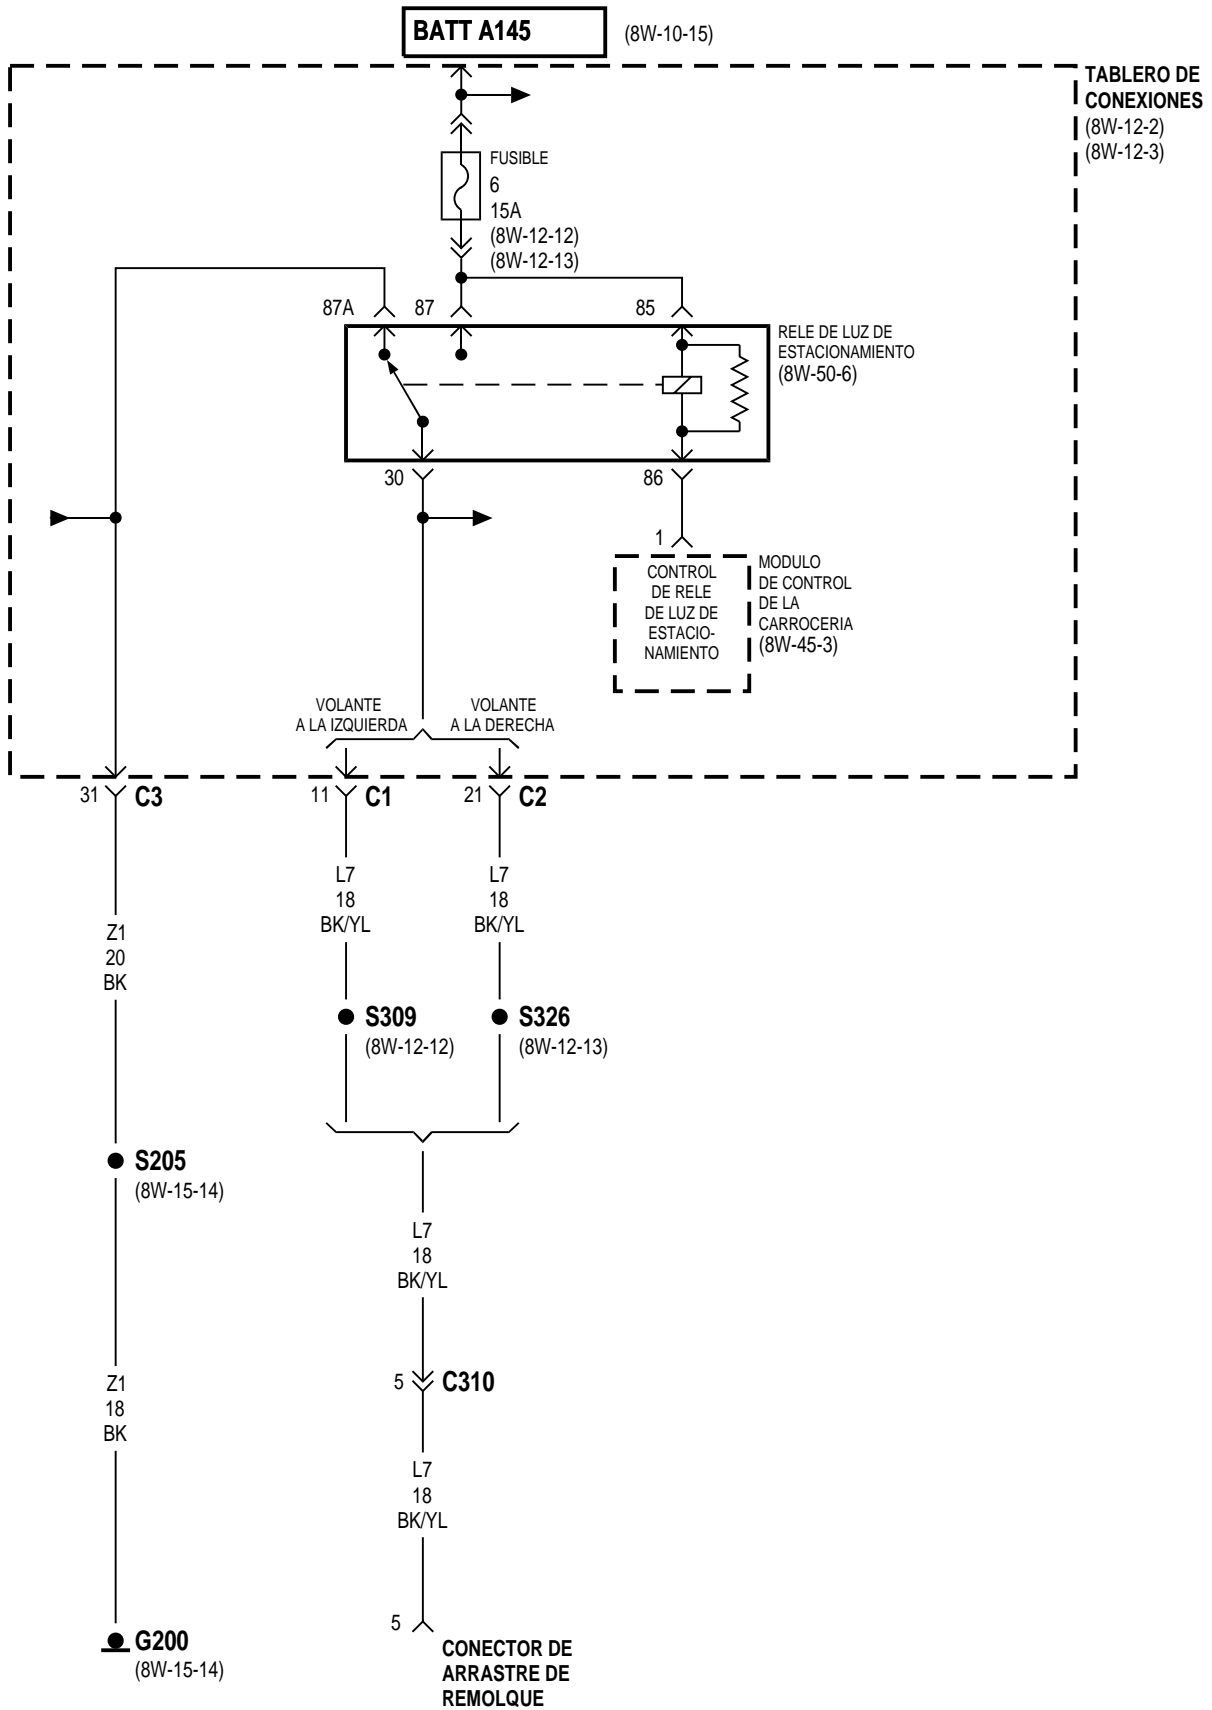 BATT A145
(8W-10-15)
TABLERO DE
CONEXIONES
(8W-12-2)
(8W-12-3)
FUSIBLE
6
15A
(8W-12-12)
(8W-12-13)
87A
87
85
RELE DE LUZ DE
ESTACIONAMIENTO
(8W-50-6)
30
86
1
CONTROL
DE RELE
DE LUZ DE
ESTACIO-
NAMIENTO
MODULO
DE CONTROL
DE LA
CARROCERIA
(8W-45-3)
VOLANTE
A LA IZQUIERDA
VOLANTE
A LA DERECHA
31
C3
11
C1
21
C2
L7
18
BK/YL
L7
18
BK/YL
Z1
20
BK
S309
(8W-12-12)
S326
(8W-12-13)
S205
(8W-15-14)
L7
18
BK/YL
Z1
18
BK
5
C310
L7
18
BK/YL
G200
(8W-15-14)
5
CONECTOR DE
ARRASTRE DE
REMOLQUE